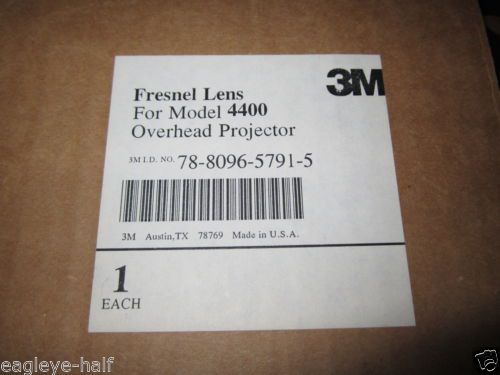 3M
Fresnel Lens
For Model 4400
Overhead Projector
3M I.D. NO. 78-8096-5791-5
3M Austin,TX 78769 Made in U.S.A.
1
EACH
eagleye-half